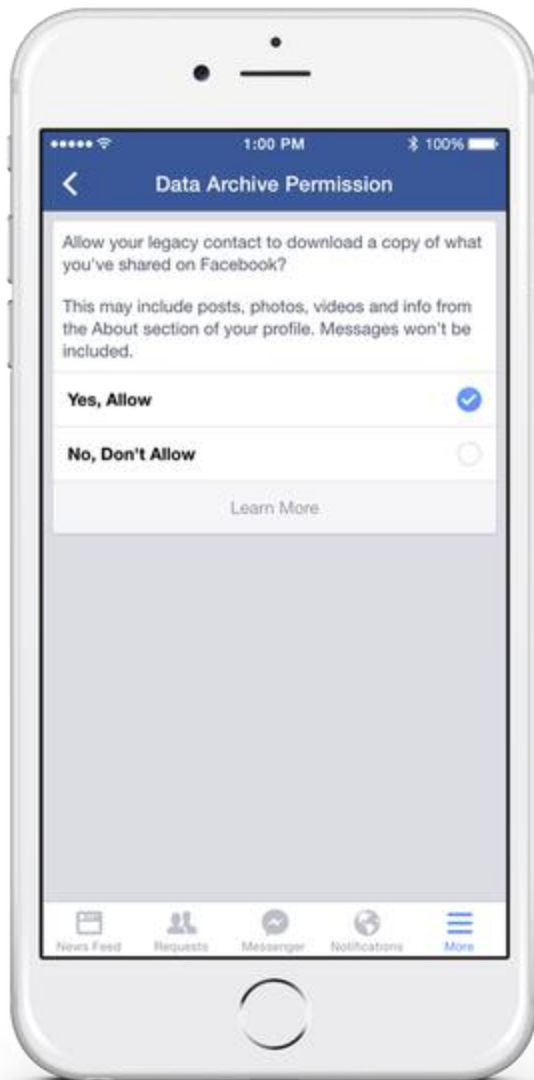 1:00 PM
100%
Data Archive Permission
Allow your legacy contact to download a copy of what
you've shared on Facebook?
This may include posts, photos, videos and info from
the About section of your profile. Messages won't be
included.
Yes, Allow
No, Don't Allow
Learn More
News Feed Requests Messenger Notifications More